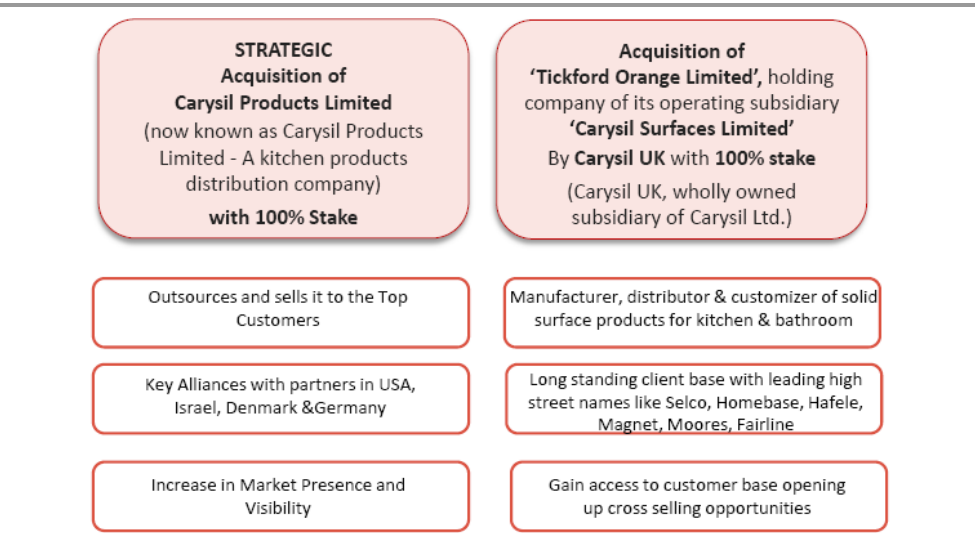 STRATEGIC
Acquisition of
Carysil Products Limited
(now known as Carysil Products
Limited - A kitchen products
distribution company)
with 100% Stake
Acquisition of
‘Tickford Orange Limited’, holding
company of its operating subsidiary
‘Carysil Surfaces Limited’
By Carysil UK with 100% stake
(Carysil UK, wholly owned
subsidiary of Carysil Ltd.)
Outsources and sells it to the Top
Customers
Manufacturer, distributor & customizer of solid
surface products for kitchen & bathroom
Key Alliances with partners in USA,
Israel, Denmark &Germany
Long standing client base with leading high
street names like Selco, Homebase, Hafele,
Magnet, Moores, Fairline
Increase in Market Presence and
Visibility
Gain access to customer base opening
up cross selling opportunities